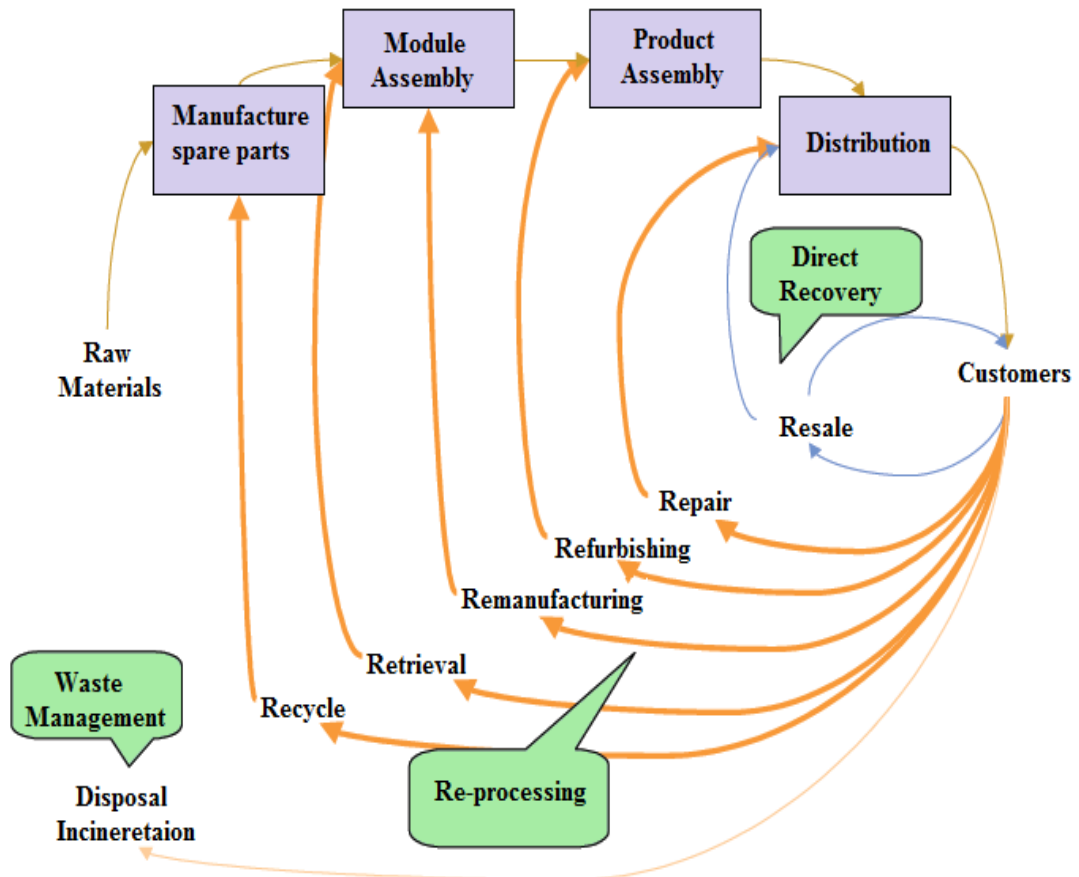 Module
Assembly
Product
Assembly
Manufacture
spare parts
Distribution
Direct
Recovery
Raw
Materials
Customers
Resale
Repair
Refurbishing
Remanufacturing
Retrieval
Waste
Management
Recycle
Re-processing
Disposal
Incineretaion